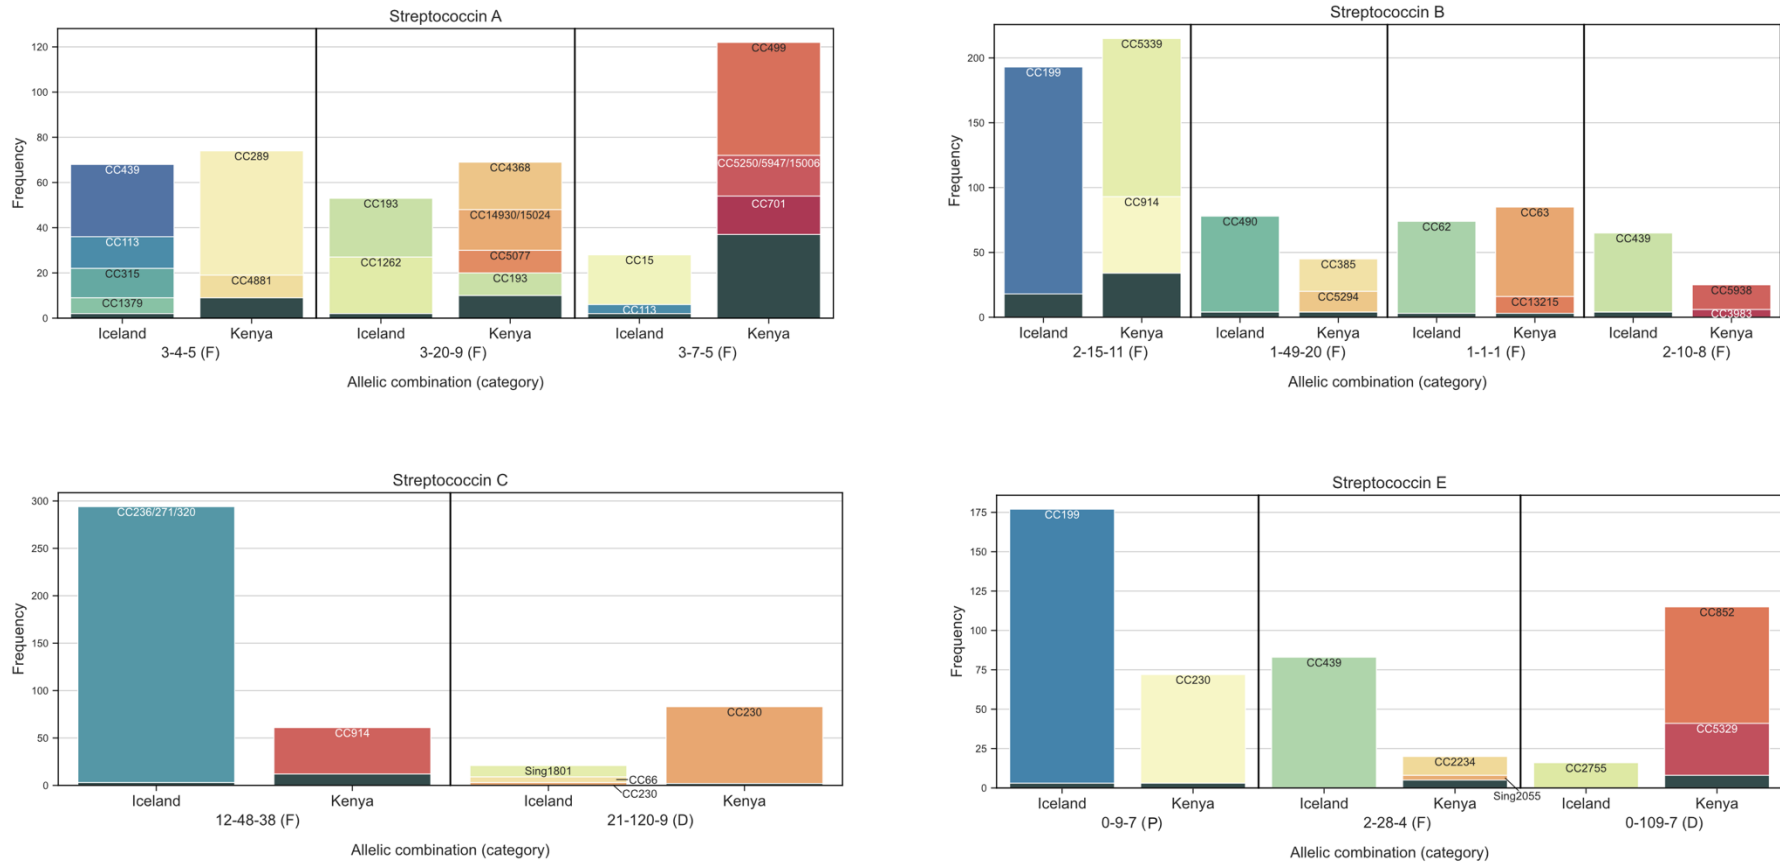 Streptococcin A
Frequency
120
100
80
60
40
20
0
CC439
CC113
CC315
CC1379
CC289
CC4881
CC193
CC1262
CC4368
CC14930/15024
CC5077
CC193
CC15
CC113
CC499
CC5250/5947/15006
CC701
Iceland Kenya Iceland Kenya Iceland Kenya
3-4-5 (F) 3-20-9 (F) 3-7-5 (F)
Allelic combination (category)
Streptococcin B
Frequency
200
150
100
50
0
CC199
CC5339
CC914
CC490
CC385
CC5294
CC62
CC63
CC13215
CC439
CC5938
CC3983
Iceland Kenya Iceland Kenya Iceland Kenya Iceland Kenya
2-15-11 (F) 1-49-20 (F) 1-1-1 (F) 2-10-8 (F)
Allelic combination (category)
Streptococcin C
Frequency
300
250
200
150
100
50
0
CC236/271/320
CC914
Sing1801
CC66
CC230
CC230
Iceland Kenya Iceland Kenya
12-48-38 (F) 21-120-9 (D)
Allelic combination (category)
Streptococcin E
Frequency
175
150
125
100
75
50
25
0
CC199
CC230
CC439
CC2234
Sing2055
CC2755
CC852
CC5329
Iceland Kenya Iceland Kenya Iceland Kenya
0-9-7 (P) 2-28-4 (F) 0-109-7 (D)
Allelic combination (category)